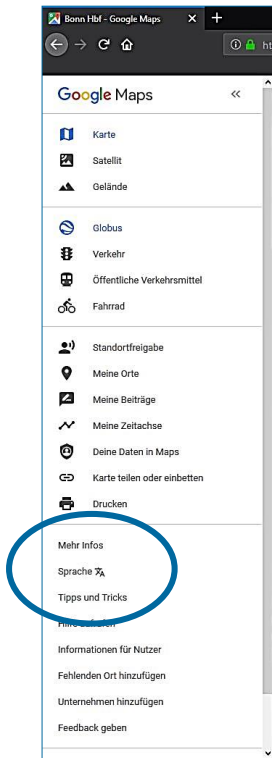 Bonn Hbf - Google Maps
ht
Google Maps
Karte
Satellit
Gelände
Globus
Verkehr
Öffentliche Verkehrsmittel
Fahrrad
Standortfreigabe
Meine Orte
Meine Beiträge
Meine Zeitachse
Deine Daten in Maps
Karte teilen oder einbetten
Drucken
Mehr Infos
Sprache
Tipps und Tricks
Informationen für Nutzer
Fehlenden Ort hinzufügen
Unternehmen hinzufügen
Feedback geben